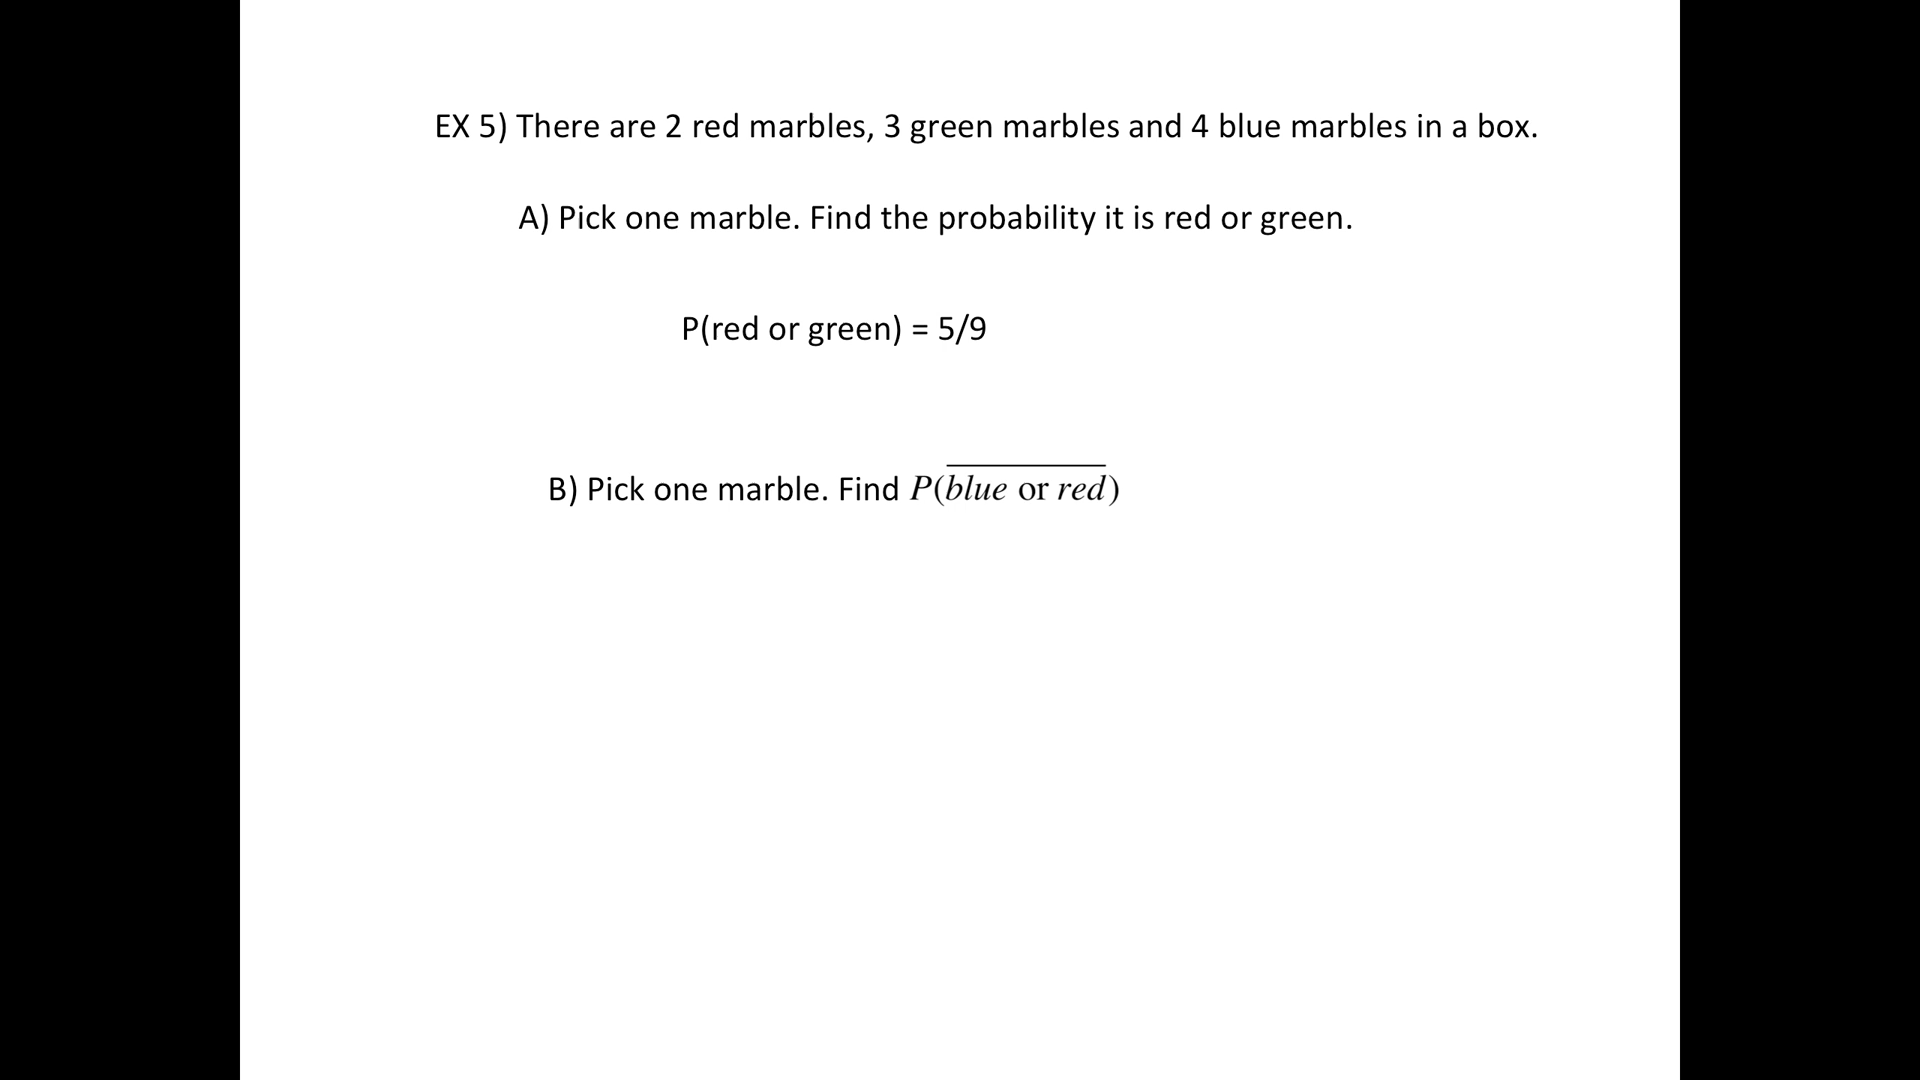 EX 5) There are 2 red marbles, 3 green marbles and 4 blue marbles in a box.
A) Pick one marble. Find the probability it is red or green.
P(red or green) = 5/9
B) Pick one marble. Find P(\overline{blue or red})